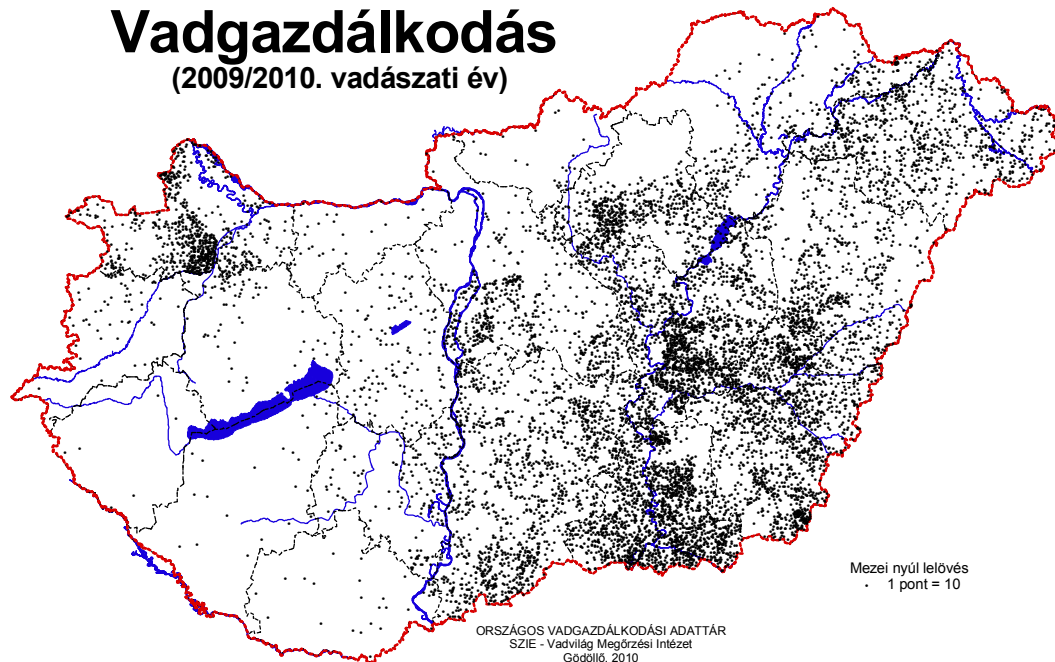 Vadgazdálkodás
(2009/2010. vadászati év)
Mezei nyúl lelövés
1 pont = 10
ORSZÁGOS VADGAZDÁLKODÁSI ADATTÁR
SZIE - Vadvilág Megőrzési Intézet
Gödöllő, 2010